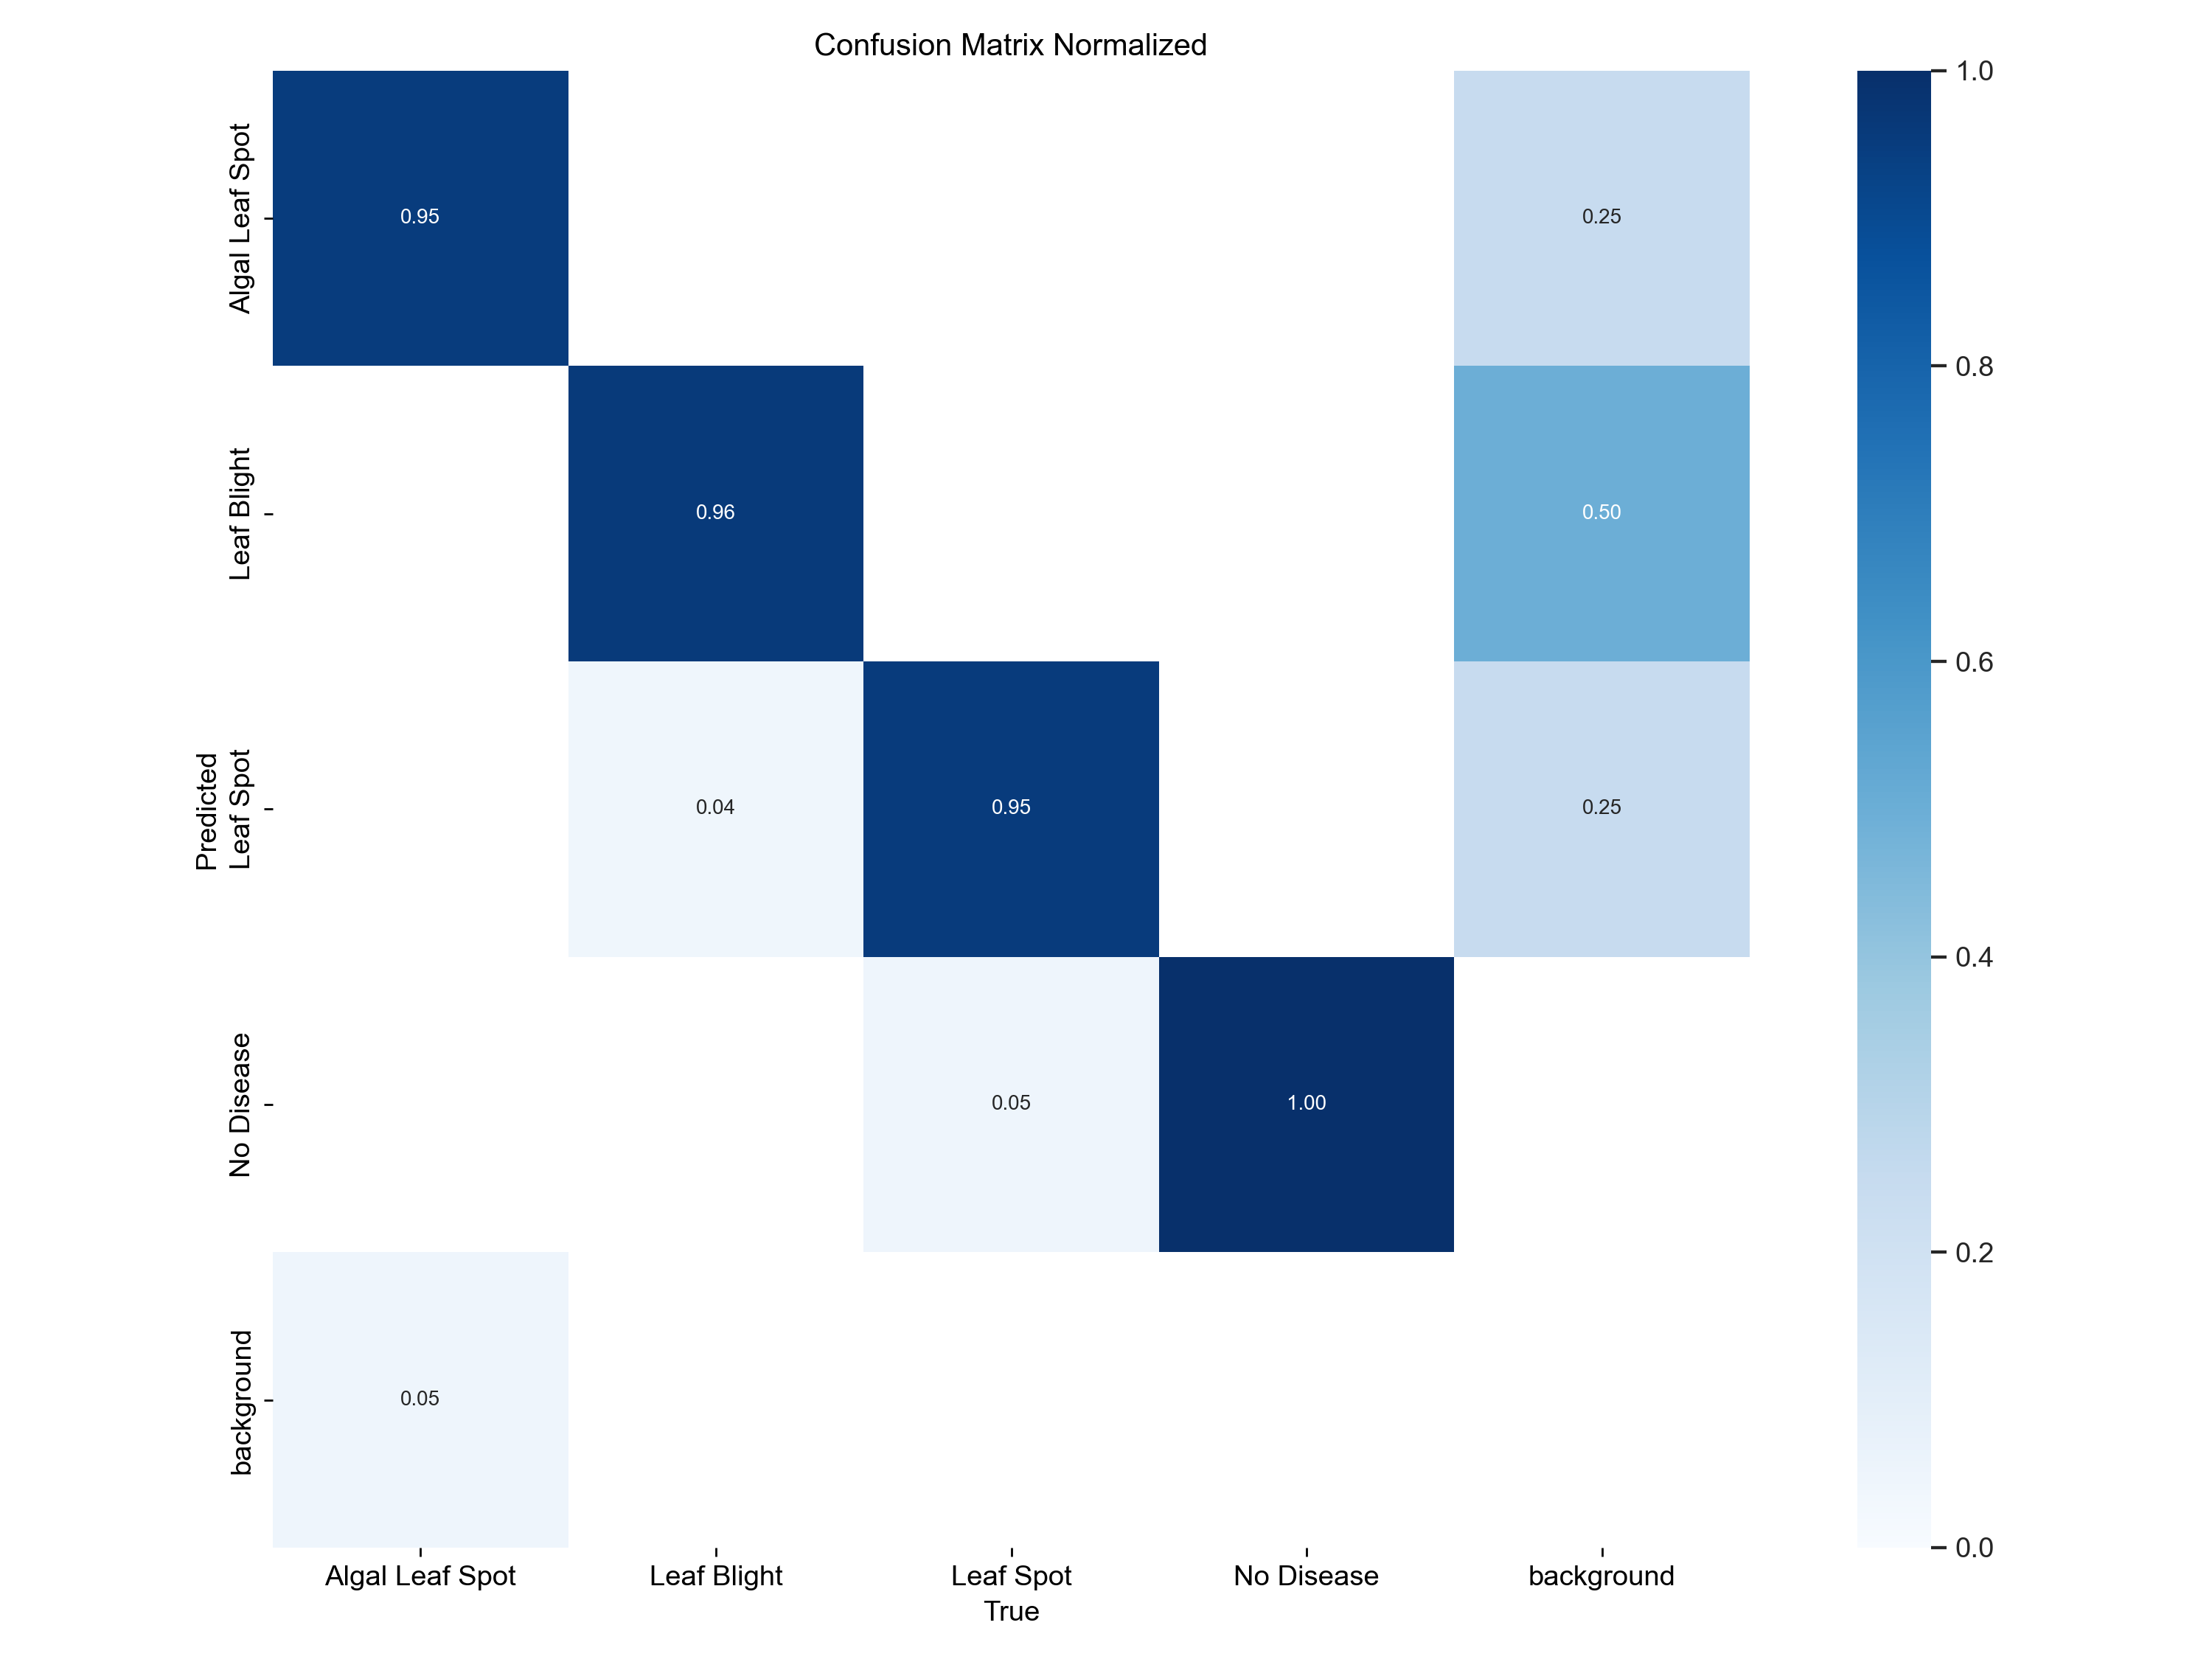 Confusion Matrix Normalized
Algal Leaf Spot
Leaf Blight
Leaf Spot
No Disease
background
Predicted
0.95
0.25
0.96
0.50
0.04
0.95
0.25
0.05
1.00
0.05
Algal Leaf Spot
Leaf Blight
Leaf Spot
No Disease
background
True
1.0
0.8
0.6
0.4
0.2
0.0